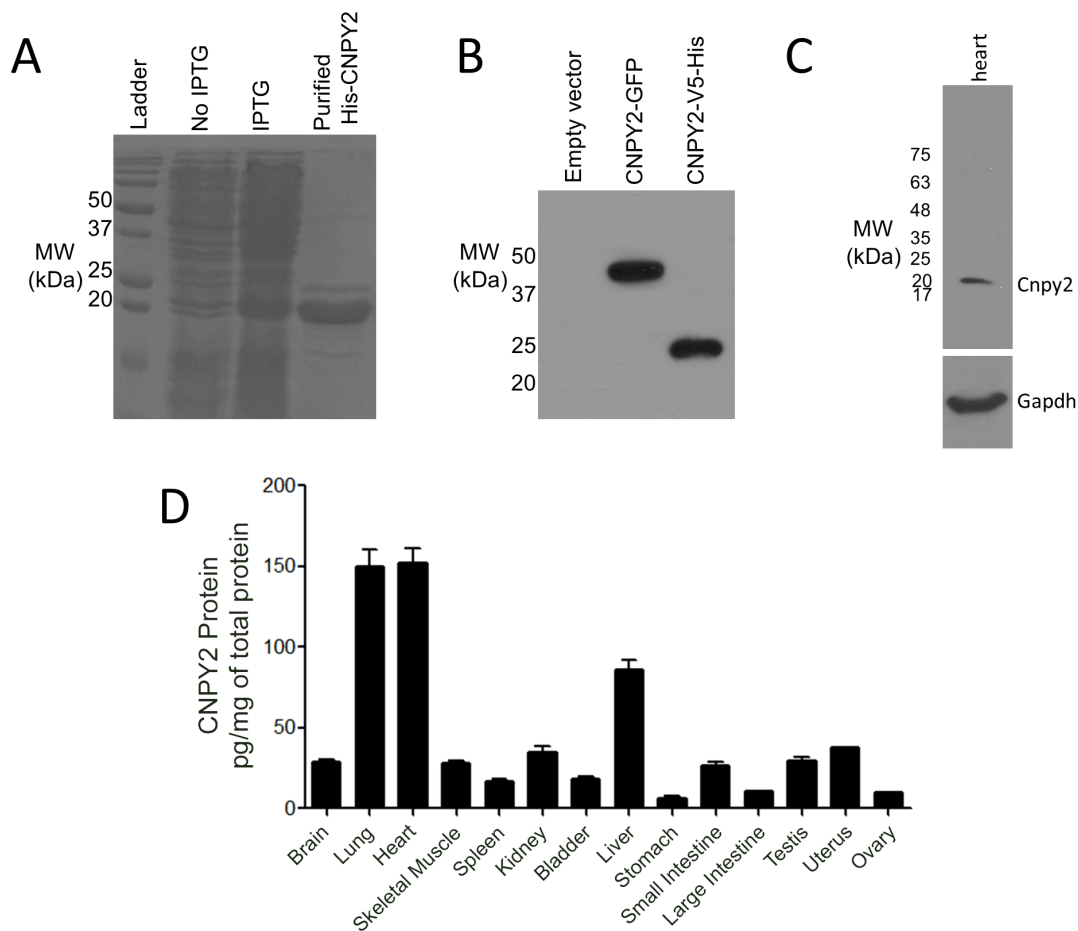 A
Ladder
No IPTG
IPTG
Purified
His-CNPY2
50
37
MW
(kDa)
25
20
B
Empty vector
CNPY2-GFP
CNPY2-V5-His
MW
(kDa)
50
37
25
20
C
heart
75
63
48
MW
(kDa)
35
25
20
17
Cnpy2
Gapdh
D
CNPY2 Protein
pg/mg of total protein
200
150
100
50
0
Brain
Lung
Heart
Skeletal Muscle
Spleen
Kidney
Bladder
Liver
Stomach
Small Intestine
Large Intestine
Testis
Uterus
Ovary